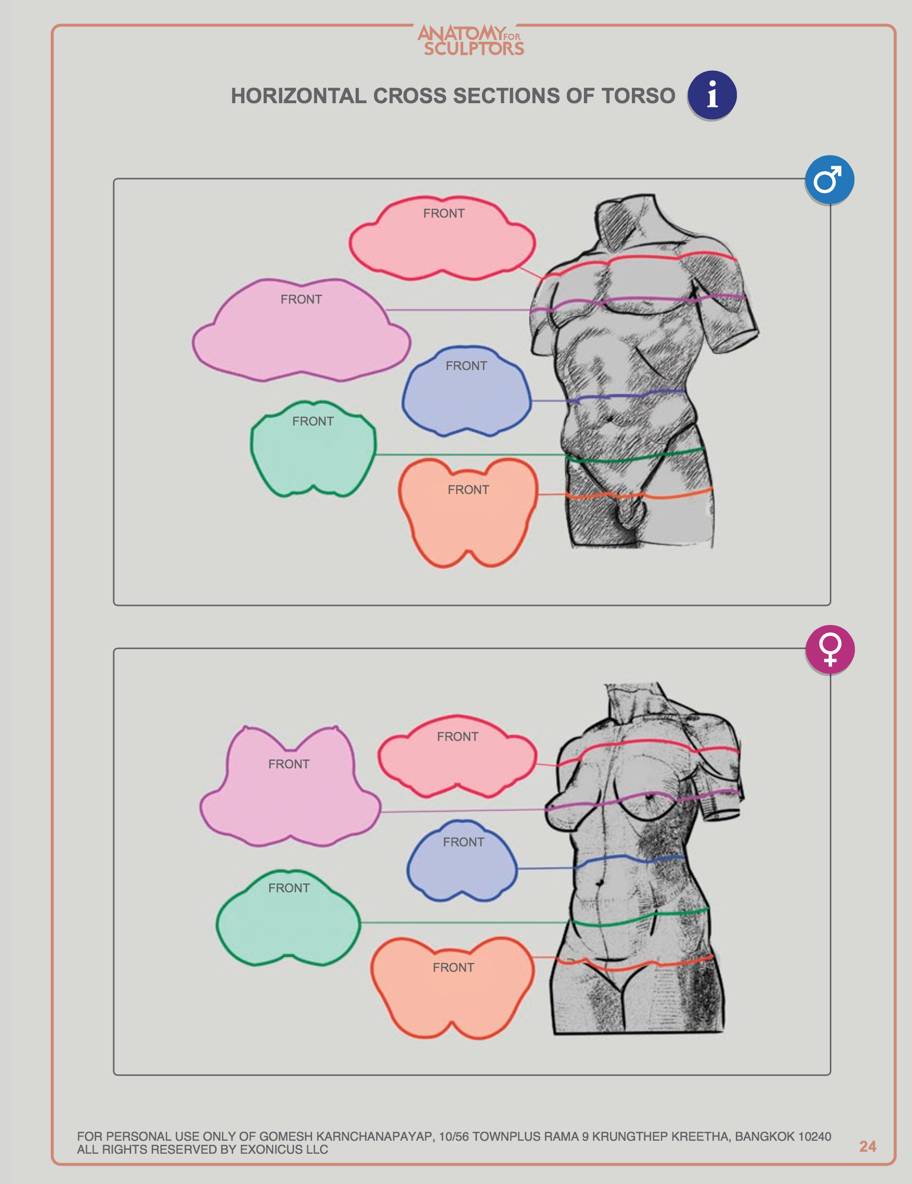 ANATOMY FOR
SCULPTORS
HORIZONTAL CROSS SECTIONS OF TORSO i
FRONT
FRONT
FRONT
FRONT
FRONT
FRONT
FRONT
FRONT
FRONT
FRONT
FOR PERSONAL USE ONLY OF GOMESH KARNCHANAPAYAP, 10/56 TOWNPLUS RAMA 9 KRUNGTHEP KREETHA, BANGKOK 10240
ALL RIGHTS RESERVED BY EXONICUS LLC
24